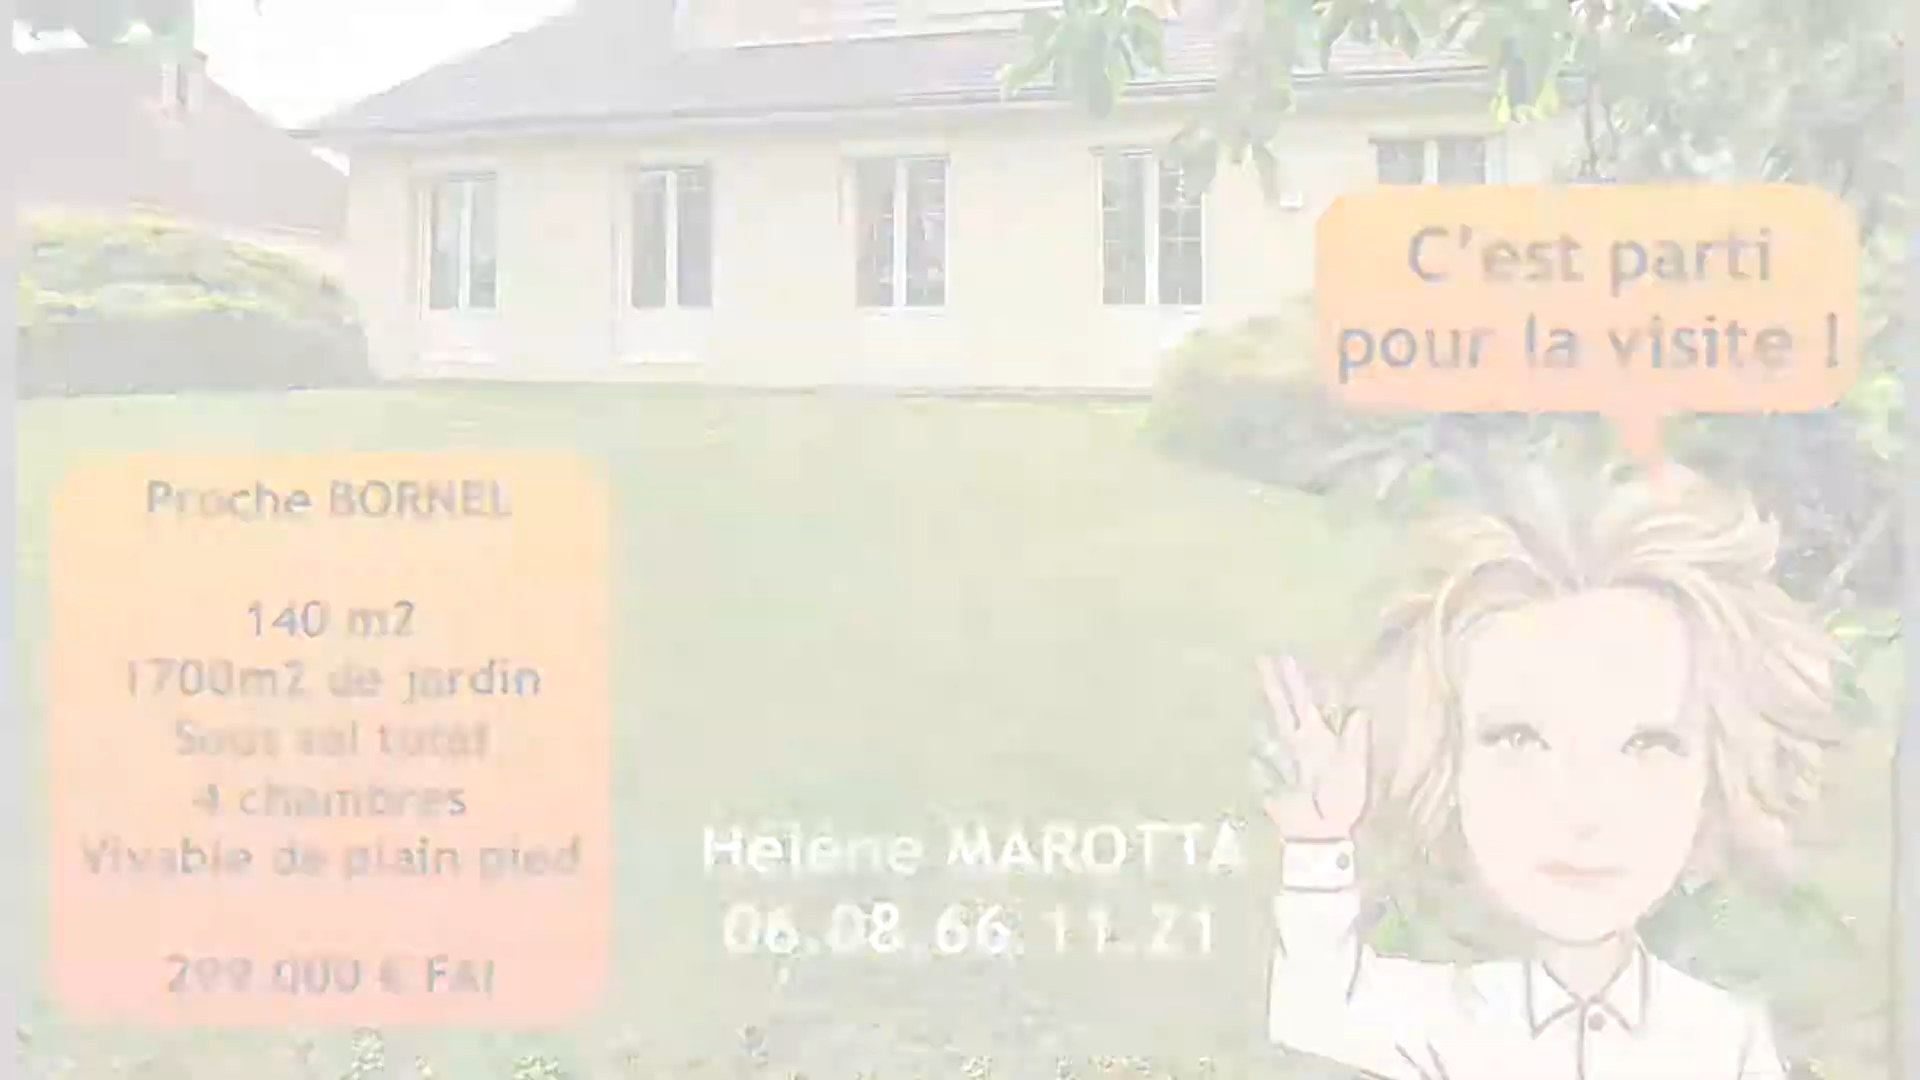 C'est parti
pour la visite !
Proche BORNEL
140 m2
1700m2 de jardin
Sous sol total
4 chambres
Vivable de plain pied
299.000 € FAI
Hélène MAROTTA
06.08.66.11.21